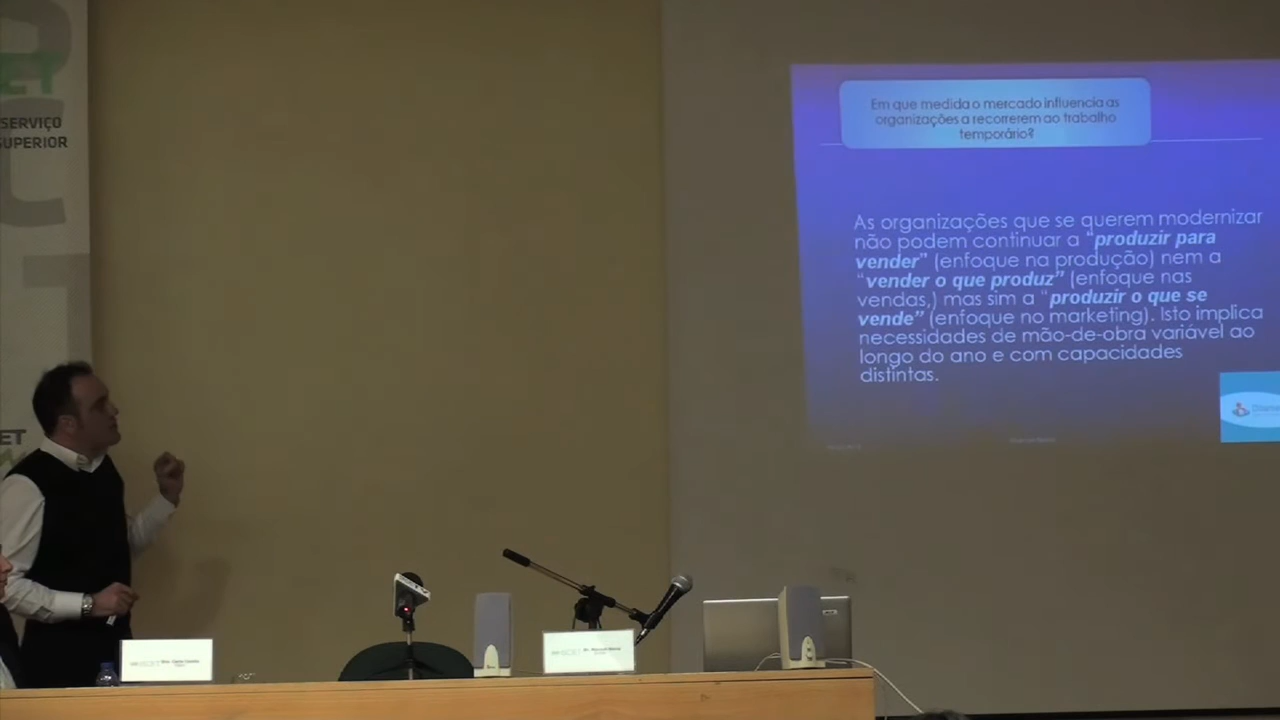 SERVIÇO
SUPERIOR
Em que medida o mercado influencia as
organizações a recorrerem ao trabalho
temporário?
As organizações que se querem modernizar
não podem continuar a “produzir para
vender” (enfoque na produção) nem a
“vender o que produz” (enfoque nas
vendas,) mas sim a “produzir o que se
vende” (enfoque no marketing). Isto implica
necessidades de mão-de-obra variável ao
longo do ano e com capacidades
distintas.